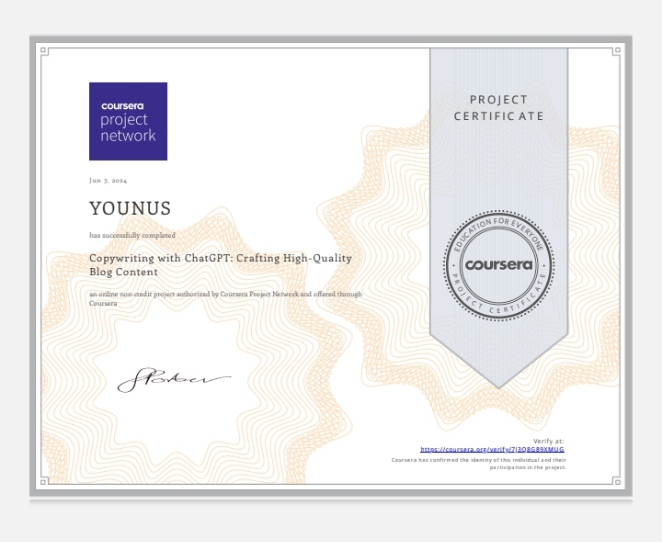 coursera
project
network
Jun 7, 2024
YOUNUS
has successfully completed
Copywriting with ChatGPT: Crafting High-Quality
Blog Content
an online non-credit project authorized by Coursera Project Network and offered through
Coursera
PROJECT
CERTIFICATE
EDUCATION FOR EVERYONE
coursera
PROJECT CERTIFICATE
Verify at:
https://coursera.org/verify/7J3Q8G89XMUG
Coursera has confirmed the identity of this individual and their
participation in the project.